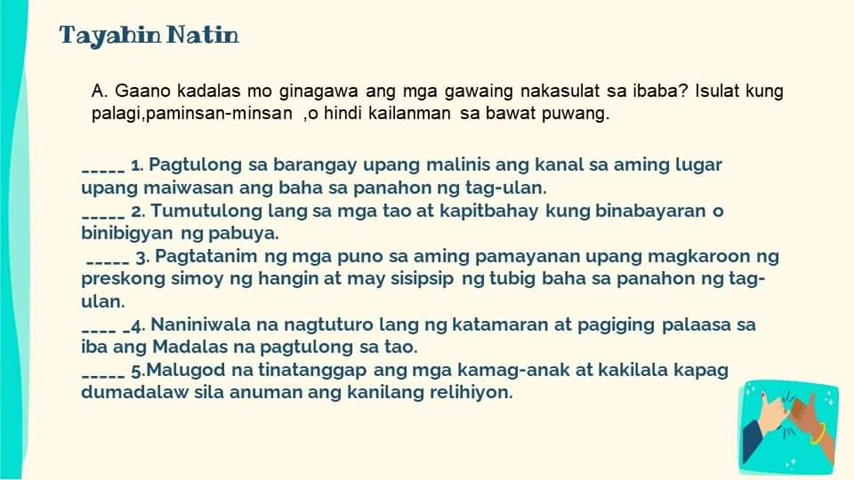 Tayahin Natin
A. Gaano kadalas mo ginagawa ang mga gawaing nakasulat sa ibaba? Isulat kung
palagi,paminsan-minsan ,o hindi kailanman sa bawat puwang.
_____ 1. Pagtulong sa barangay upang malinis ang kanal sa aming lugar
upang maiwasan ang baha sa panahon ng tag-ulan.
_____ 2. Tumutulong lang sa mga tao at kapitbahay kung binabayaran o
binibigyan ng pabuya.
_____ 3. Pagtatanim ng mga puno sa aming pamayanan upang magkaroon ng
preskong simoy ng hangin at may sisipsip ng tubig baha sa panahon ng tag-
ulan.
____ _4. Naniniwala na nagtuturo lang ng katamaran at pagiging palaasa sa
iba ang Madalas na pagtulong sa tao.
_____ 5.Malugod na tinatanggap ang mga kamag-anak at kakilala kapag
dumadalaw sila anuman ang kanilang relihiyon.